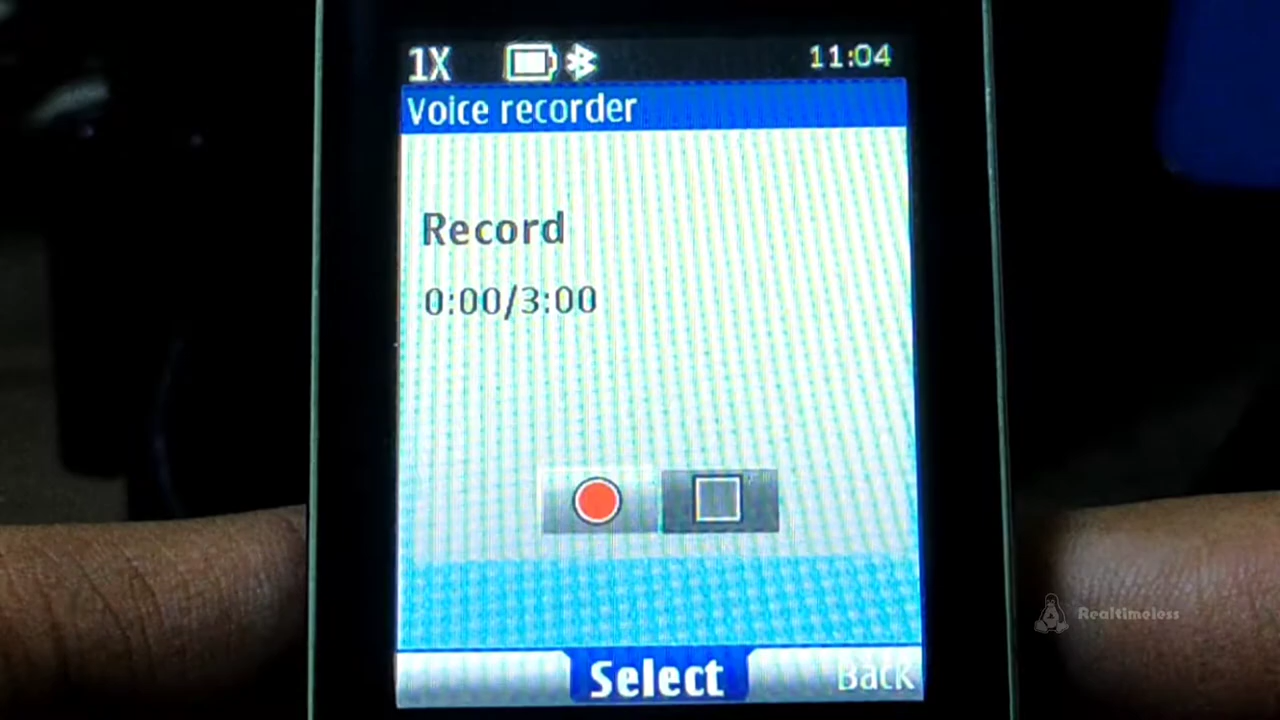 1X 11:04
Voice recorder
Record
0:00/3:00
Realtimeless
Select Back